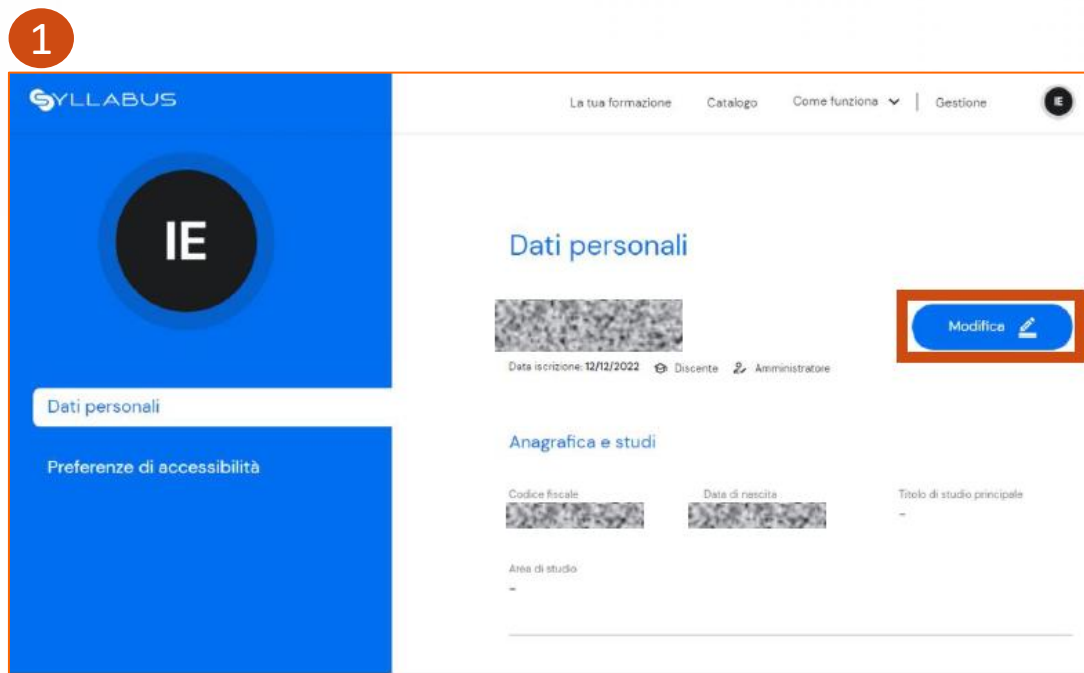 1
SYLLABUS
La tua formazione Catalogo Come funziona Gestione IE
IE
Dati personali
Modifica
Data iscrizione: 12/12/2022 Discente Amministratore
Dati personali
Preferenze di accessibilità
Anagrafica e studi
Codice fiscale Data di nascita Titolo di studio principale
-
Area di studio
-